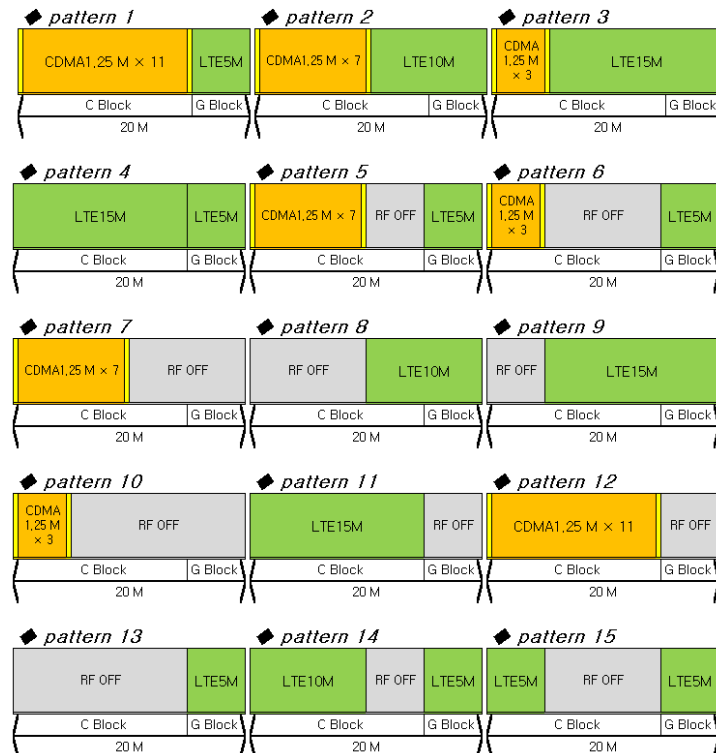 pattern 1
pattern 2
pattern 3
CDMA1,25 M × 11
LTE5M
CDMA1,25 M × 7
LTE10M
CDMA
1,25 M
× 3
LTE15M
C Block
G Block
C Block
G Block
C Block
G Block
20 M
20 M
20 M
pattern 4
pattern 5
pattern 6
LTE15M
LTE5M
CDMA1,25 M × 7
RF OFF
LTE5M
CDMA
1,25 M
× 3
RF OFF
LTE5M
C Block
G Block
C Block
G Block
C Block
G Block
20 M
20 M
20 M
pattern 7
pattern 8
pattern 9
CDMA1,25 M × 7
RF OFF
RF OFF
LTE10M
RF OFF
LTE15M
C Block
G Block
C Block
G Block
C Block
G Block
20 M
20 M
20 M
pattern 10
pattern 11
pattern 12
CDMA
1,25 M
× 3
RF OFF
LTE15M
RF OFF
CDMA1,25 M × 11
RF OFF
C Block
G Block
C Block
G Block
C Block
G Block
20 M
20 M
20 M
pattern 13
pattern 14
pattern 15
RF OFF
LTE5M
LTE10M
RF OFF
LTE5M
LTE5M
RF OFF
LTE5M
C Block
G Block
C Block
G Block
C Block
G Block
20 M
20 M
20 M